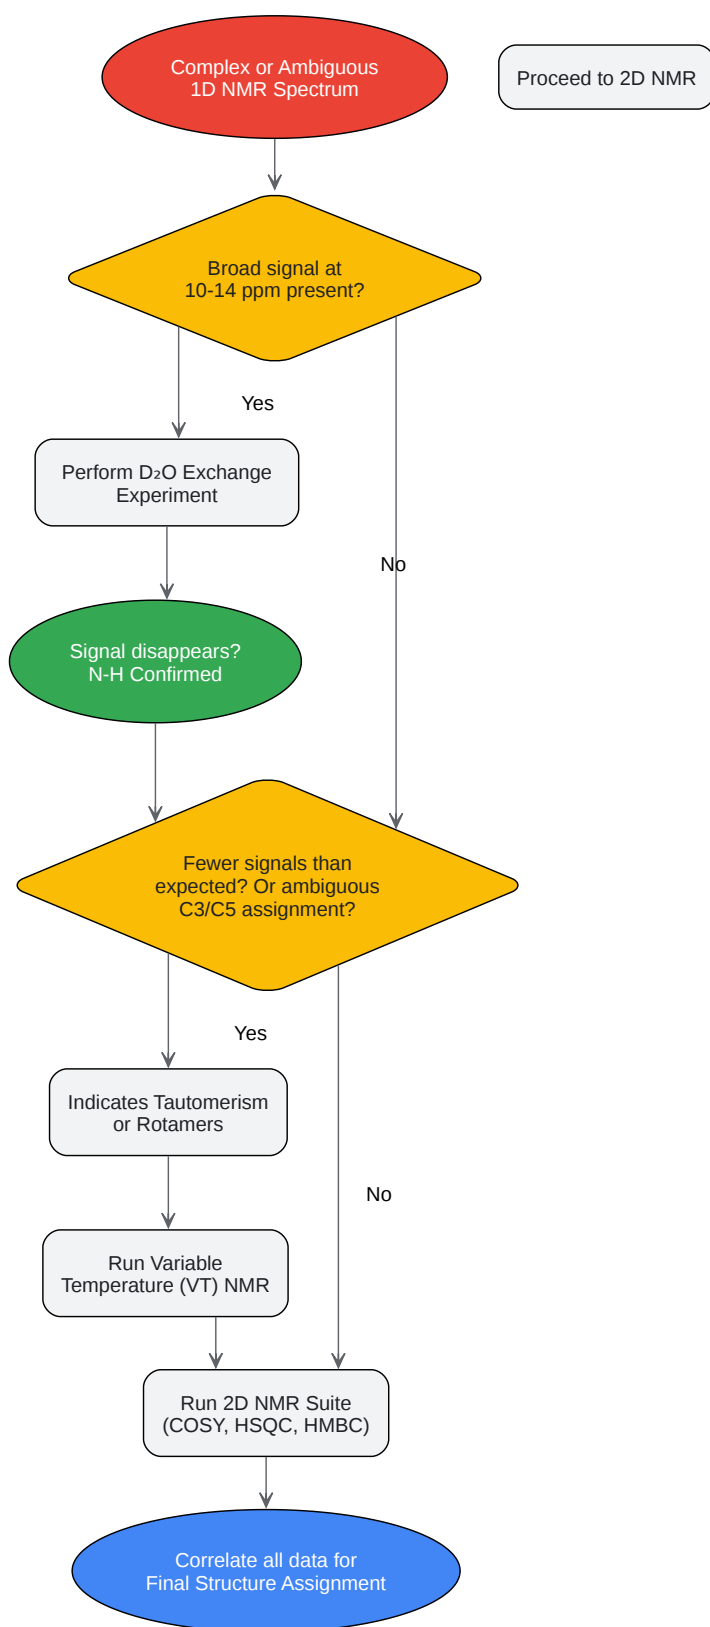 Complex or Ambiguous
1D NMR Spectrum
Proceed to 2D NMR
Broad signal at
10-14 ppm present?
Yes
Perform D₂O Exchange
Experiment
No
Signal disappears?
N-H Confirmed
Fewer signals than
expected? Or ambiguous
C3/C5 assignment?
Yes
Indicates Tautomerism
or Rotamers
No
Run Variable
Temperature (VT) NMR
Run 2D NMR Suite
(COSY, HSQC, HMBC)
Correlate all data for
Final Structure Assignment